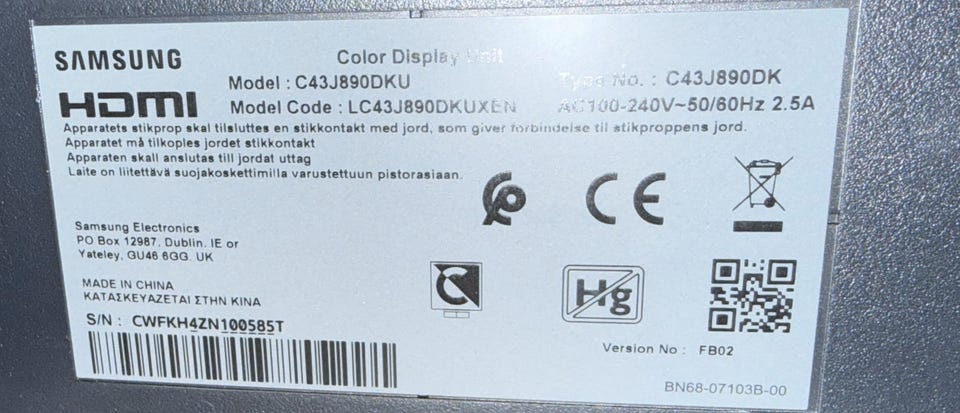 SAMSUNG
Color Display Unit
Model : C43J890DKU
Type No. : C43J890DK
HDMI
Model Code : LC43J890DKUXEN
AC100-240V~50/60Hz 2.5A
Apparatets stikprop skal tilsluttes en stikkontakt med jord, som giver forbindelse til stikproppens jord.
Apparatet må tilkoples jordet stikkontakt
Apparaten skall anslutas till jordat uttag
Laite on liitettävä suojakoskettimilla varustettuun pistorasiaan.
CE
Samsung Electronics
PO Box 12987, Dublin. IE or
Yateley, GU46 6GG. UK
MADE IN CHINA
ΚΑΤΑΣΚΕΥΑΖΕΤΑΙ ΣΤΗΝ ΚΙΝΑ
Hg
S/N : CWFKH4ZN100585T
Version No : FB02
BN68-07103B-00